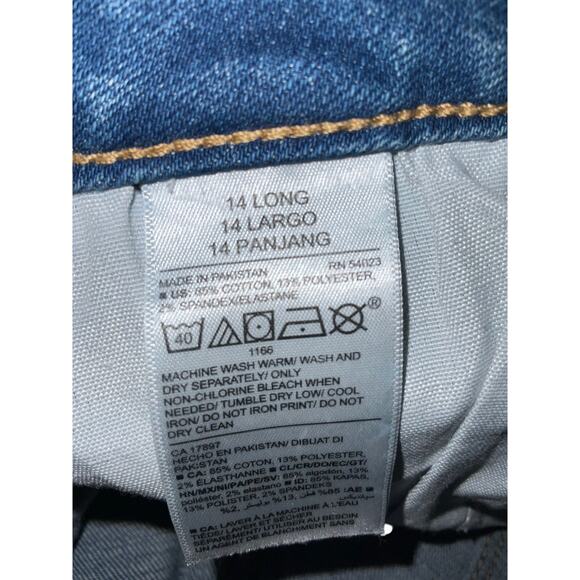 14 LONG
14 LARGO
14 PANJANG
MADE IN PAKISTAN RN 54023
■ US: 85% COTTON, 13% POLYESTER,
2% SPANDEX/ELASTANE
40 ®
1166
MACHINE WASH WARM/ WASH AND
DRY SEPARATELY/ ONLY
NON-CHLORINE BLEACH WHEN
NEEDED/ TUMBLE DRY LOW/ COOL
IRON/ DO NOT IRON PRINT/ DO NOT
DRY CLEAN
CA 17897
HECHO EN PAKISTAN/ DIBUAT DI
PAKISTAN
■ CA: 85% COTON, 13% POLYESTER,
2% ÉLASTHANNE ■ CL/CR/DO/EC/GT/
HN/MX/NI/PA/PE/SV: 85% algodón, 13%
poliéster, 2% elastano ■ ID: 85% KAPAS,
13% POLISTER, 2% SPANDEKS
■ CA: LAVER À LA MACHINE À L'EAU
TIÈDE/ LAVER ET SÉCHER
SÉPARÉMENT/ UTILISER AU BESOIN
UN AGENT DE BLANCHIMENT SANS